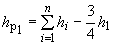 h_{p_1} = \sum_{i=1}^{n} h_i - \frac{3}{4} h_1